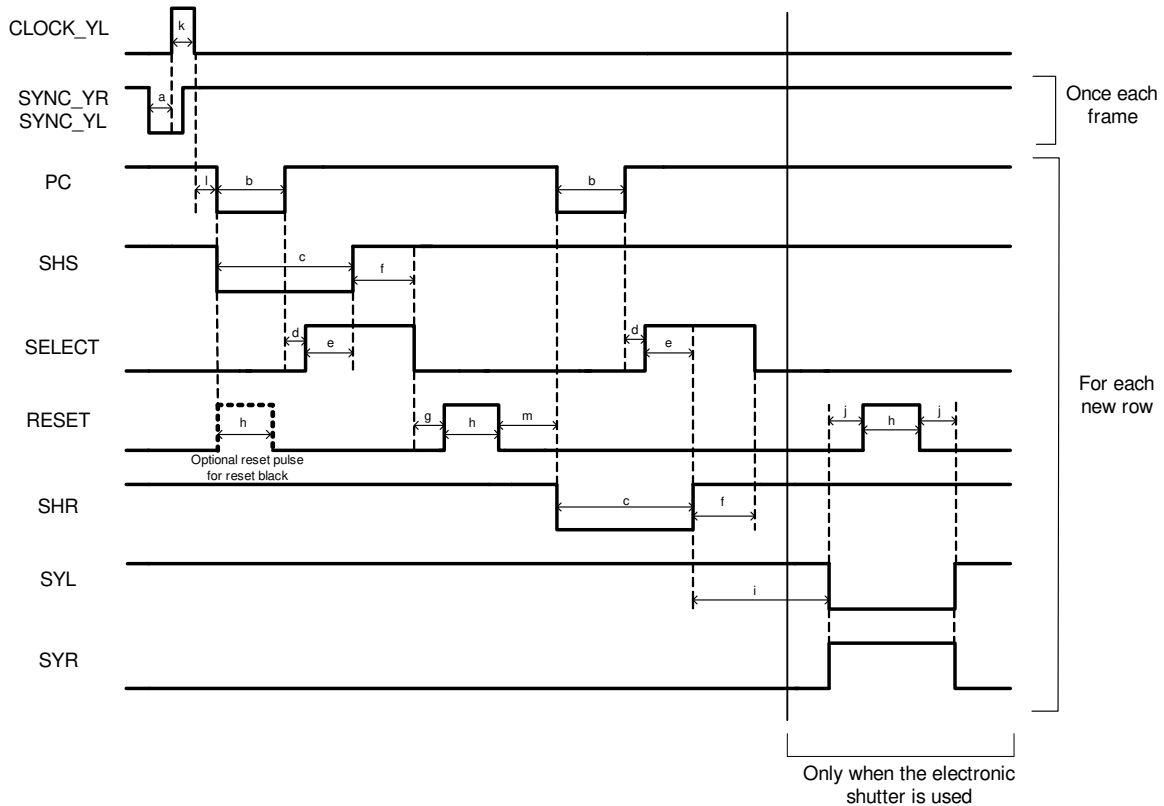 CLOCK_YL
k
SYNC_YR
SYNC_YL
a
Once each
frame
PC
l
b
b
SHS
c
f
SELECT
d
e
d
e
For each
new row
RESET
h
g
h
m
j
h
j
Optional reset pulse
for reset black
SHR
c
f
SYL
i
SYR
Only when the electronic
shutter is used